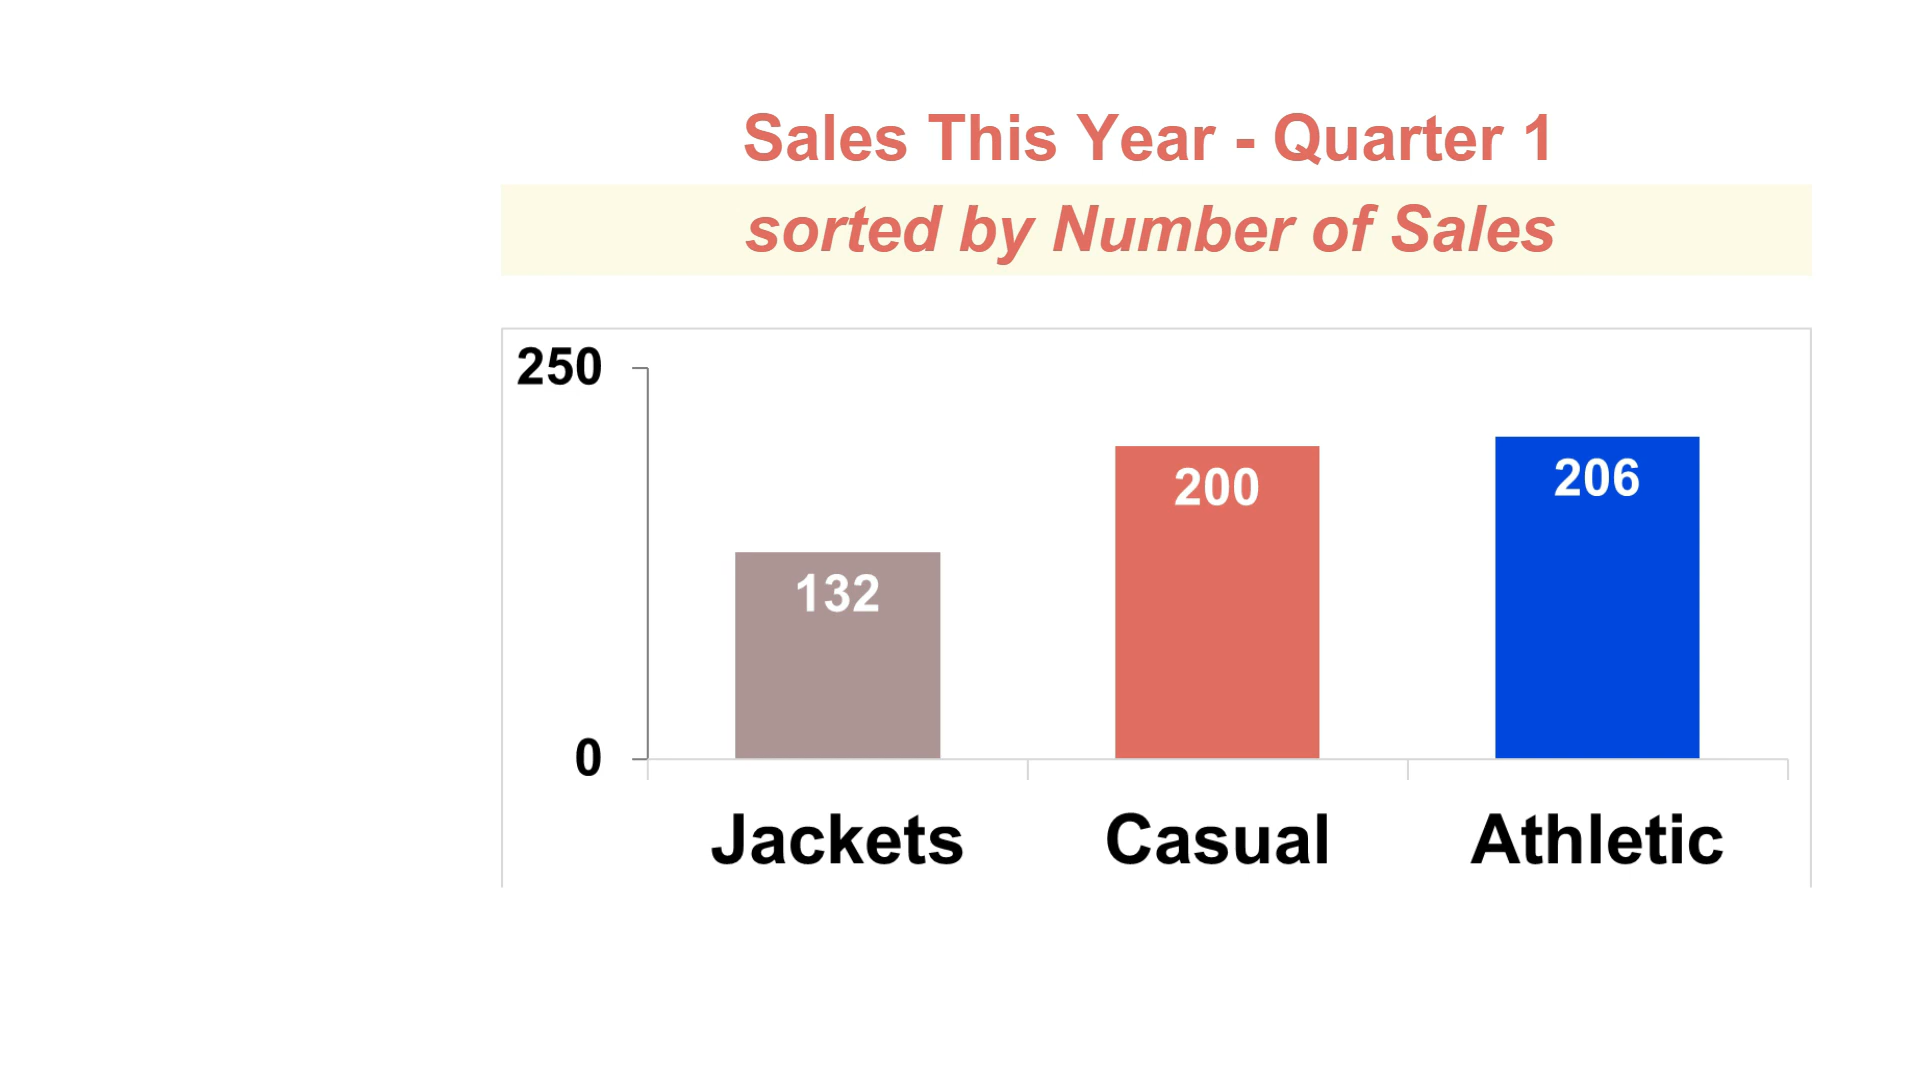 Sales This Year - Quarter 1
sorted by Number of Sales
250
132
200
206
0
Jackets Casual Athletic